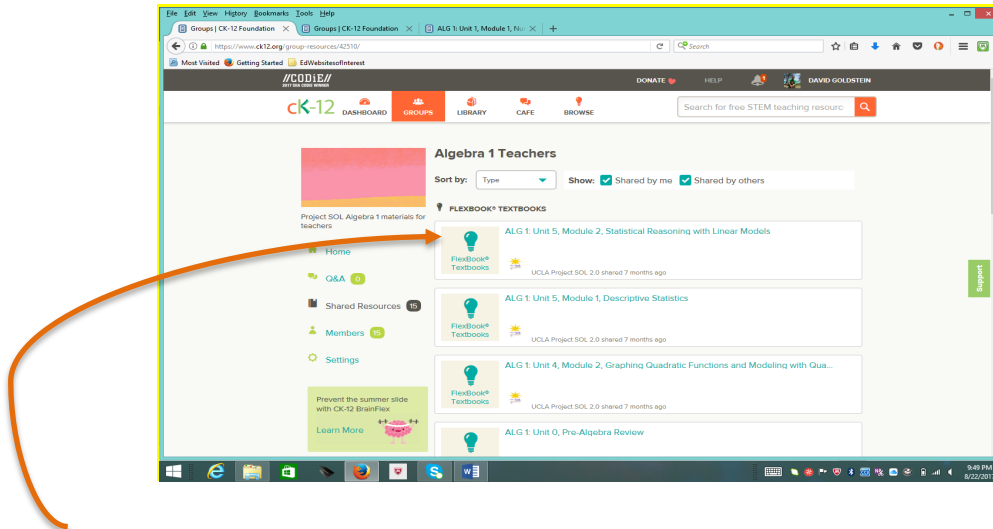 File Edit View History Bookmarks Tools Help
Groups | CK-12 Foundation
Groups | CK-12 Foundation
ALG 1: Unit 1, Module 1, Nu
https://www.ck12.org/group-resources/42510/
Search
Most Visited Getting Started EdWebsitesofInterest
//CODiE//
2017 SIIA CODIE WINNER
DONATE HELP DAVID GOLDSTEIN
cK-12 DASHBOARD GROUPS LIBRARY CAFE BROWSE
Search for free STEM teaching resourc
Algebra 1 Teachers
Sort by: Type Show: Shared by me Shared by others
Project SOL Algebra 1 materials for
teachers
Home
Q&A 0
Shared Resources 15
Members 15
Settings
Prevent the summer slide
with CK-12 BrainFlex
Learn More
FLEXBOOK® TEXTBOOKS
FlexBook®
Textbooks
ALG 1: Unit 5, Module 2, Statistical Reasoning with Linear Models
UCLA Project SOL 2.0 shared 7 months ago
FlexBook®
Textbooks
ALG 1: Unit 5, Module 1, Descriptive Statistics
UCLA Project SOL 2.0 shared 7 months ago
FlexBook®
Textbooks
ALG 1: Unit 4, Module 2, Graphing Quadratic Functions and Modeling with Qua...
UCLA Project SOL 2.0 shared 7 months ago
ALG 1: Unit 0, Pre-Algebra Review
Support
9:49 PM
8/22/2017